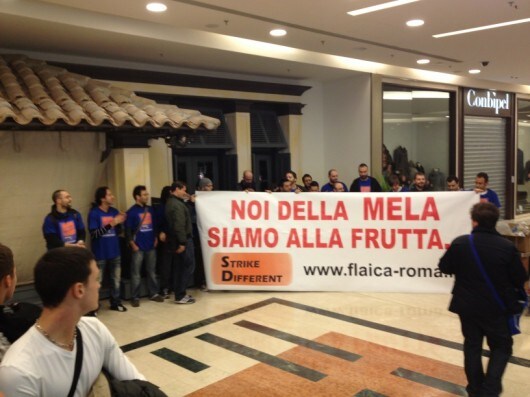 Conbipel
NOI DELLA MELA
SIAMO ALLA FRUTTA..
STRIKE
DIFFERENT
www.flaica-roma.